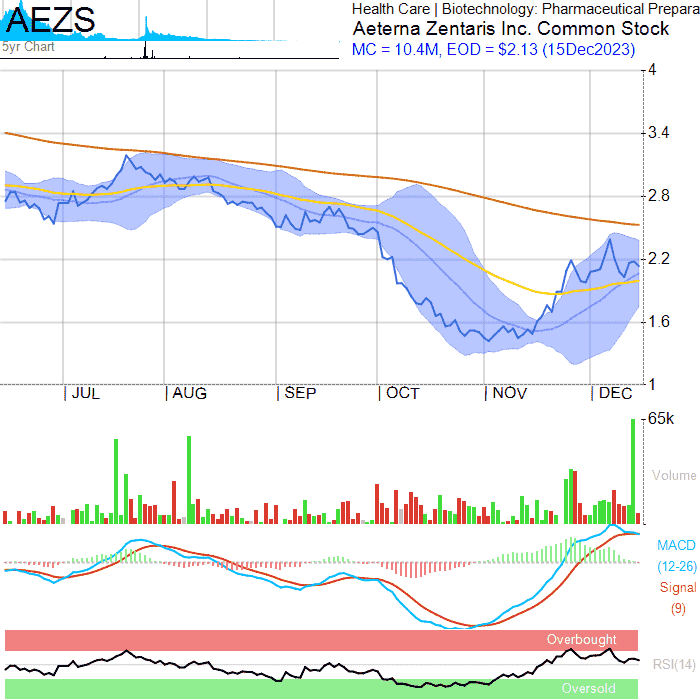 AEZS
5yr Chart
Health Care | Biotechnology: Pharmaceutical Prepara
Aeterna Zentaris Inc. Common Stock
MC = 10.4M, EOD = $2.13 (15Dec2023)
4
3.4
2.8
2.2
1.6
1
| JUL | AUG | SEP | OCT | NOV | DEC
65k
Volume
MACD
(12-26)
Signal
(9)
Overbought
RSI(14)
Oversold